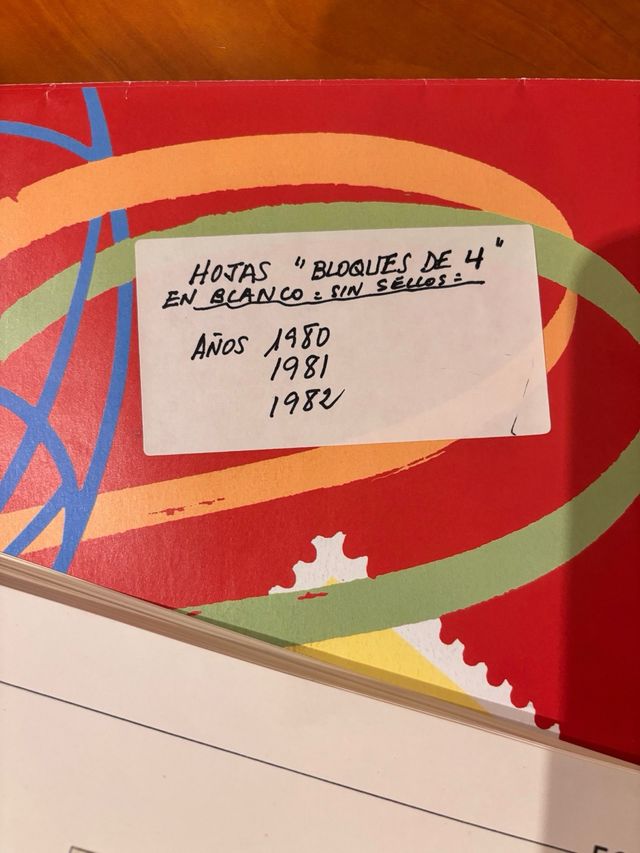 HOJAS "BLOQUES DE 4"
EN BLANCO = SIN SELLOS =
AÑOS 1980
1981
1982